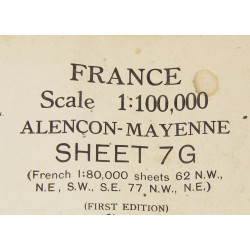 FRANCE
Scale 1:100,000
ALENÇON-MAYENNE
SHEET 7G
(French 1:80,000 sheets 62 N.W.,
N.E, S.W., S.E. 77 N.W., N.E.)
(FIRST EDITION)